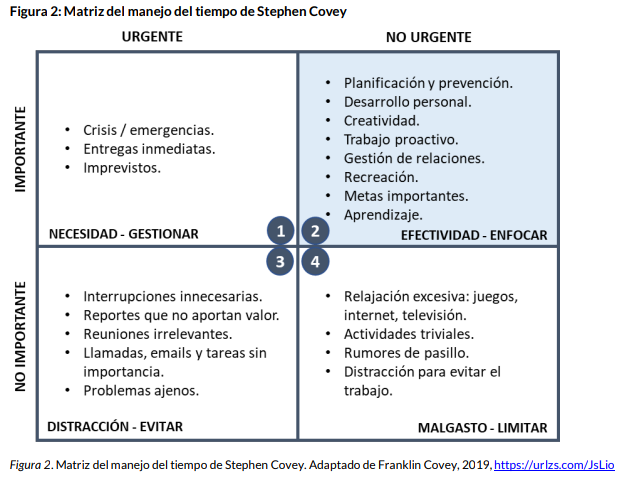 Figura 2: Matriz del manejo del tiempo de Stephen Covey
URGENTE
NO URGENTE
IMPORTANTE
• Crisis / emergencias.
• Entregas inmediatas.
• Imprevistos.
NECESIDAD - GESTIONAR
1
• Planificación y prevención.
• Desarrollo personal.
• Creatividad.
• Trabajo proactivo.
• Gestión de relaciones.
• Recreación.
• Metas importantes.
• Aprendizaje.
2
EFECTIVIDAD - ENFOCAR
NO IMPORTANTE
3
• Interrupciones innecesarias.
• Reportes que no aportan valor.
• Reuniones irrelevantes.
• Llamadas, emails y tareas sin
importancia.
• Problemas ajenos.
DISTRACCIÓN - EVITAR
4
• Relajación excesiva: juegos,
internet, televisión.
• Actividades triviales.
• Rumores de pasillo.
• Distracción para evitar el
trabajo.
MALGASTO - LIMITAR
Figura 2. Matriz del manejo del tiempo de Stephen Covey. Adaptado de Franklin Covey, 2019, https://urlzs.com/JsLio